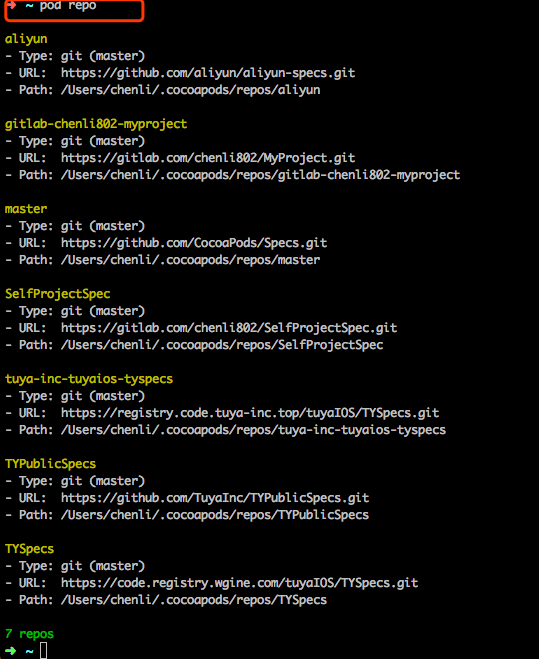 ➜ ~ pod repo
aliyun
- Type: git (master)
- URL:  https://github.com/aliyun/aliyun-specs.git
- Path: /Users/chenli/.cocoapods/repos/aliyun
gitlab-chenli802-myproject
- Type: git (master)
- URL:  https://gitlab.com/chenli802/MyProject.git
- Path: /Users/chenli/.cocoapods/repos/gitlab-chenli802-myproject
master
- Type: git (master)
- URL:  https://github.com/CocoaPods/Specs.git
- Path: /Users/chenli/.cocoapods/repos/master
SelfProjectSpec
- Type: git (master)
- URL:  https://gitlab.com/chenli802/SelfProjectSpec.git
- Path: /Users/chenli/.cocoapods/repos/SelfProjectSpec
tuya-inc-tuyaios-tyspecs
- Type: git (master)
- URL:  https://registry.code.tuya-inc.top/tuyaIOS/TYSpecs.git
- Path: /Users/chenli/.cocoapods/repos/tuya-inc-tuyaios-tyspecs
TYPublicSpecs
- Type: git (master)
- URL:  https://github.com/TuyaInc/TYPublicSpecs.git
- Path: /Users/chenli/.cocoapods/repos/TYPublicSpecs
TYSpecs
- Type: git (master)
- URL:  https://code.registry.wgine.com/tuyaIOS/TYSpecs.git
- Path: /Users/chenli/.cocoapods/repos/TYSpecs
7 repos
➜ ~